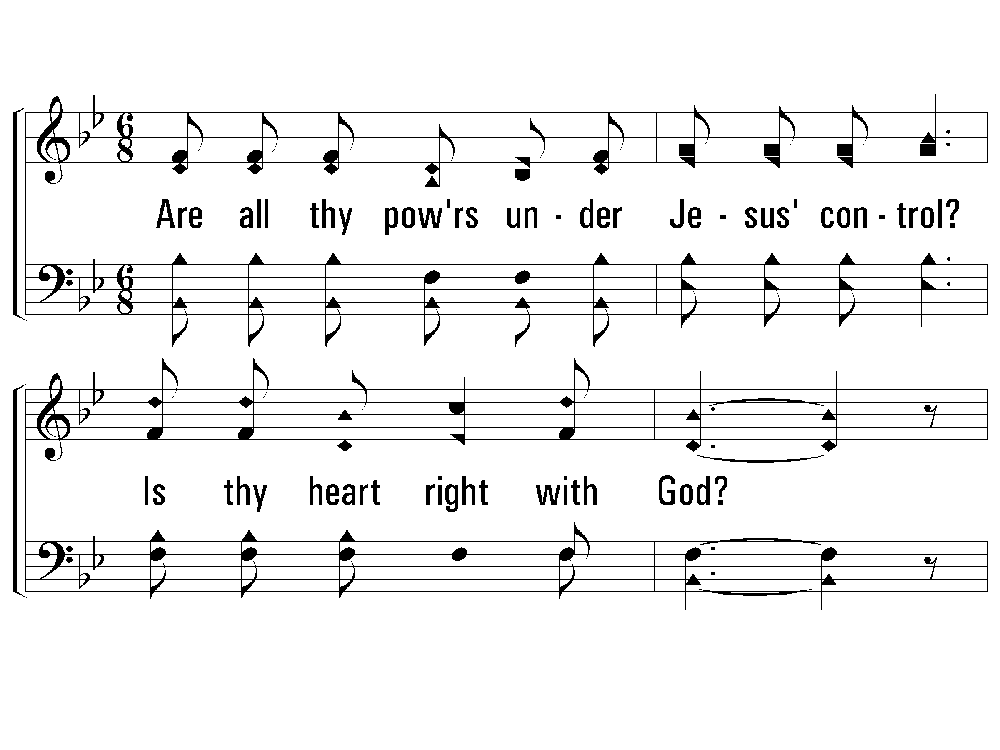 Are all thy pow'rs un - der Je - sus' con - trol?
Is thy heart right with God?